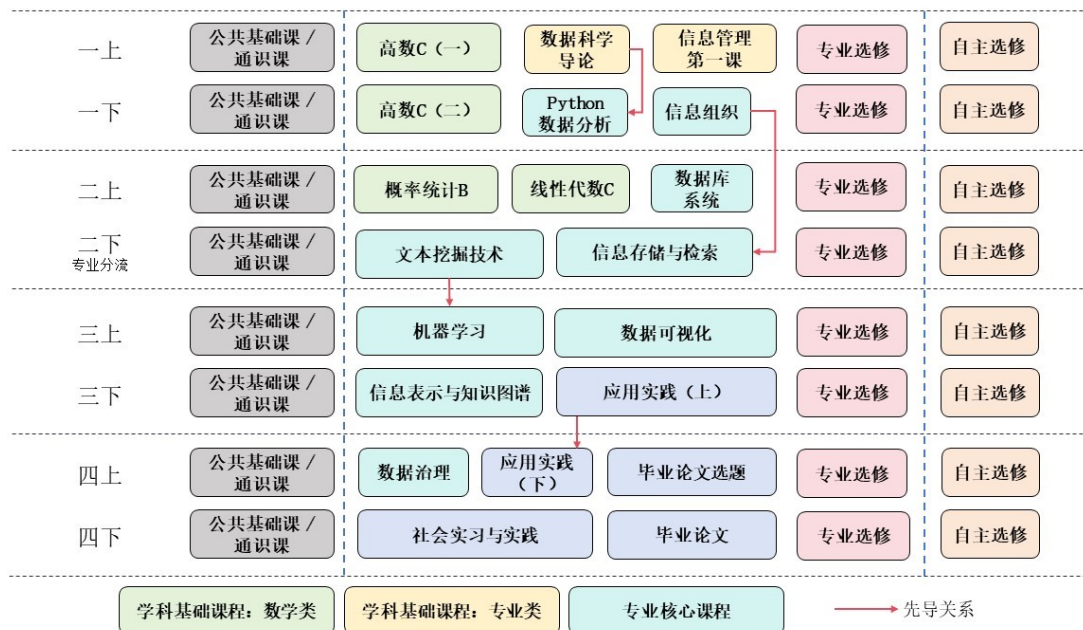 一上
公共基础课/
通识课
高数C（一）
数据科学
导论
信息管理
第一课
专业选修
自主选修
一下
公共基础课/
通识课
高数C（二）
Python
数据分析
信息组织
专业选修
自主选修
二上
公共基础课/
通识课
概率统计B
线性代数C
数据库
系统
专业选修
自主选修
二下
专业分流
公共基础课/
通识课
文本挖掘技术
信息存储与检索
专业选修
自主选修
三上
公共基础课/
通识课
机器学习
数据可视化
专业选修
自主选修
三下
公共基础课/
通识课
信息表示与知识图谱
应用实践（上）
专业选修
自主选修
四上
公共基础课/
通识课
数据治理
应用实践
（下）
毕业论文选题
专业选修
自主选修
四下
公共基础课/
通识课
社会实习与实践
毕业论文
专业选修
自主选修
学科基础课程：数学类
学科基础课程：专业类
专业核心课程
先导关系